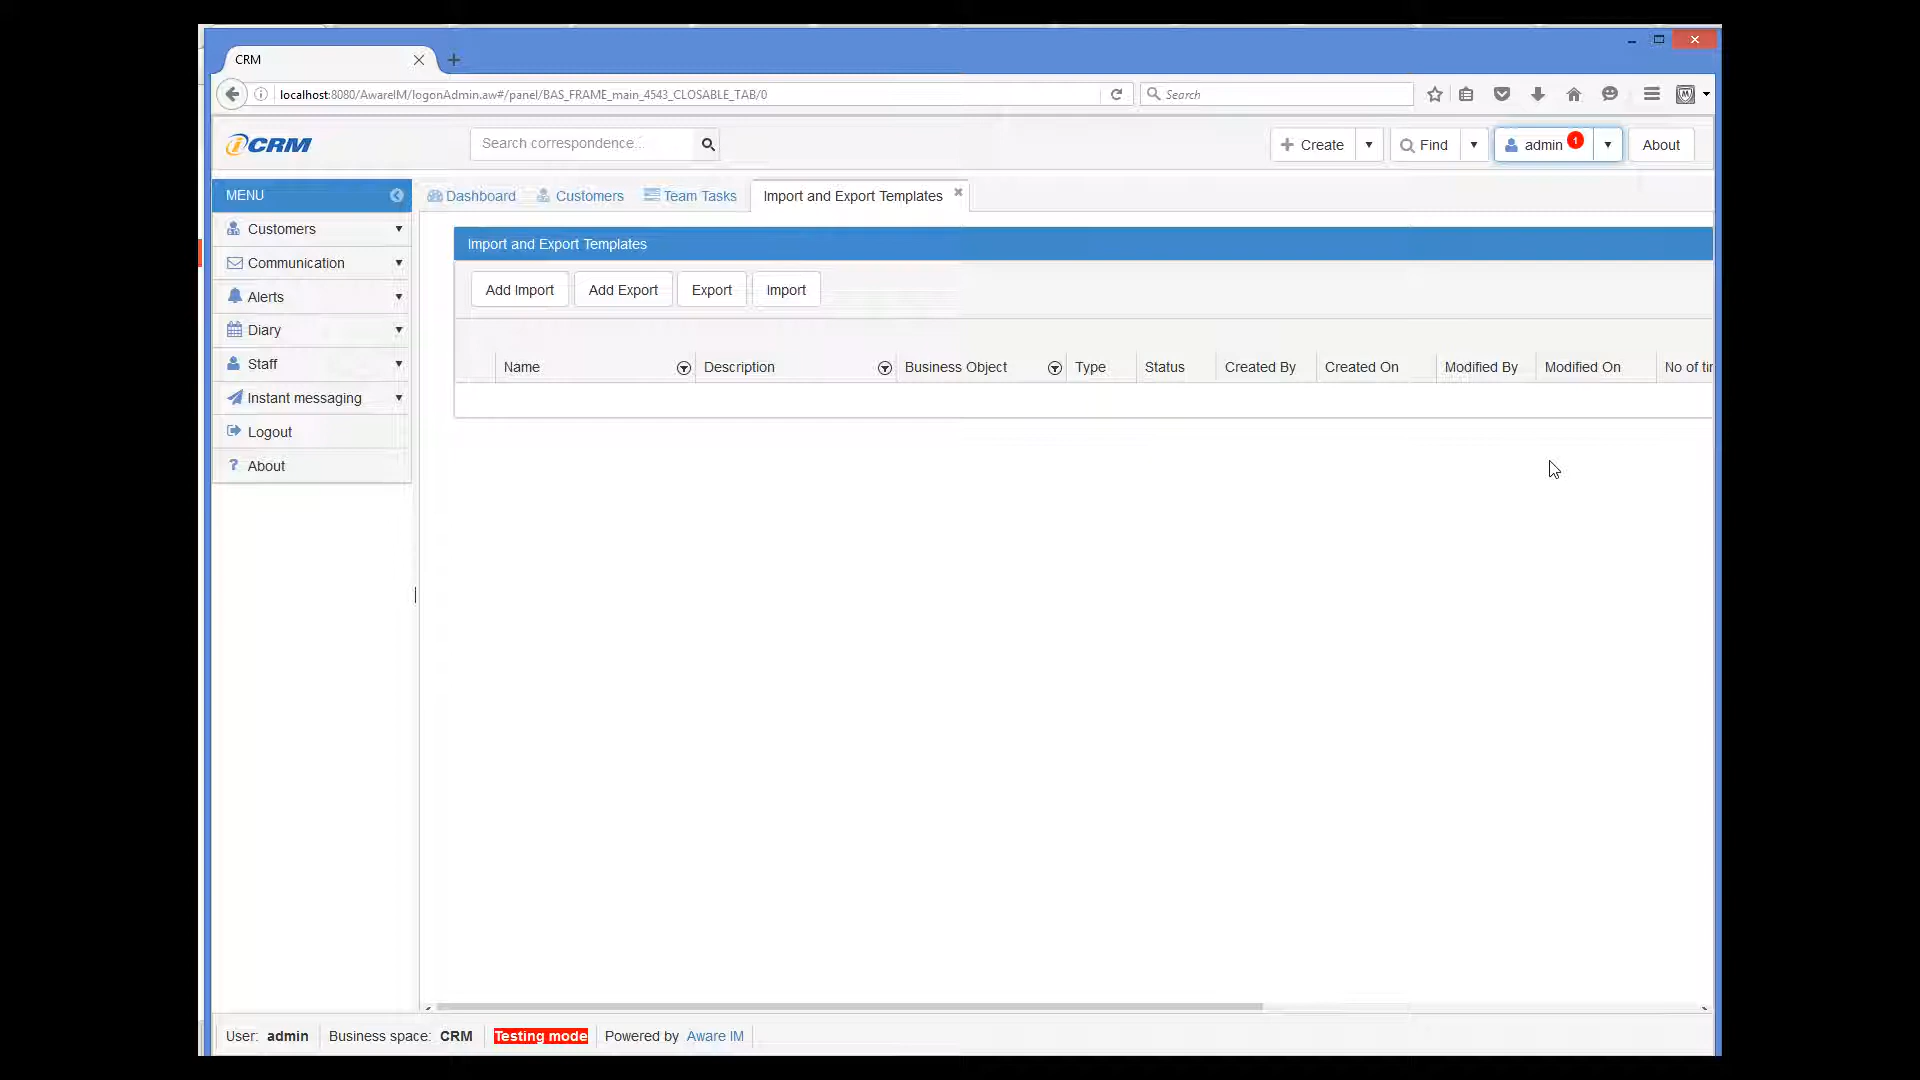 CRM
localhost:8080/AwareIM/logonAdmin.aw#/panel/BAS_FRAME_main_4543_CLOSABLE_TAB/0
Search
iCRM
Search correspondence...
Create
Find
admin 1
About
MENU
Customers
Communication
Alerts
Diary
Staff
Instant messaging
Logout
About
Dashboard
Customers
Team Tasks
Import and Export Templates
Import and Export Templates
Add Import
Add Export
Export
Import
Name
Description
Business Object
Type
Status
Created By
Created On
Modified By
Modified On
No of
User: admin
Business space: CRM
Testing mode
Powered by Aware IM